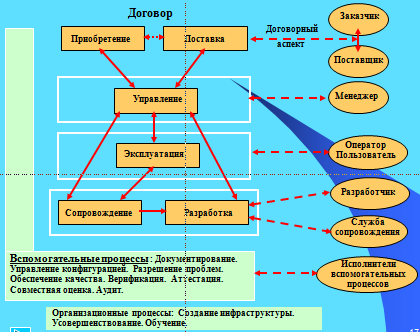 Договор
Заказчик
Приобретение
Поставка
Договорный
аспект
Поставщик
Менеджер
Управление
Эксплуатация
Оператор
Пользователь
Сопровождение
Разработка
Разработчик
Служба
сопровождения
Вспомогательные процессы: Документирование.
Управление конфигурацией. Разрешение проблем.
Обеспечение качества. Верификация. Аттестация.
Совместная оценка. Аудит.
Исполнители
вспомогательных
процессов
Организационные процессы: Создание инфраструктуры.
Усовершенствование. Обучение.